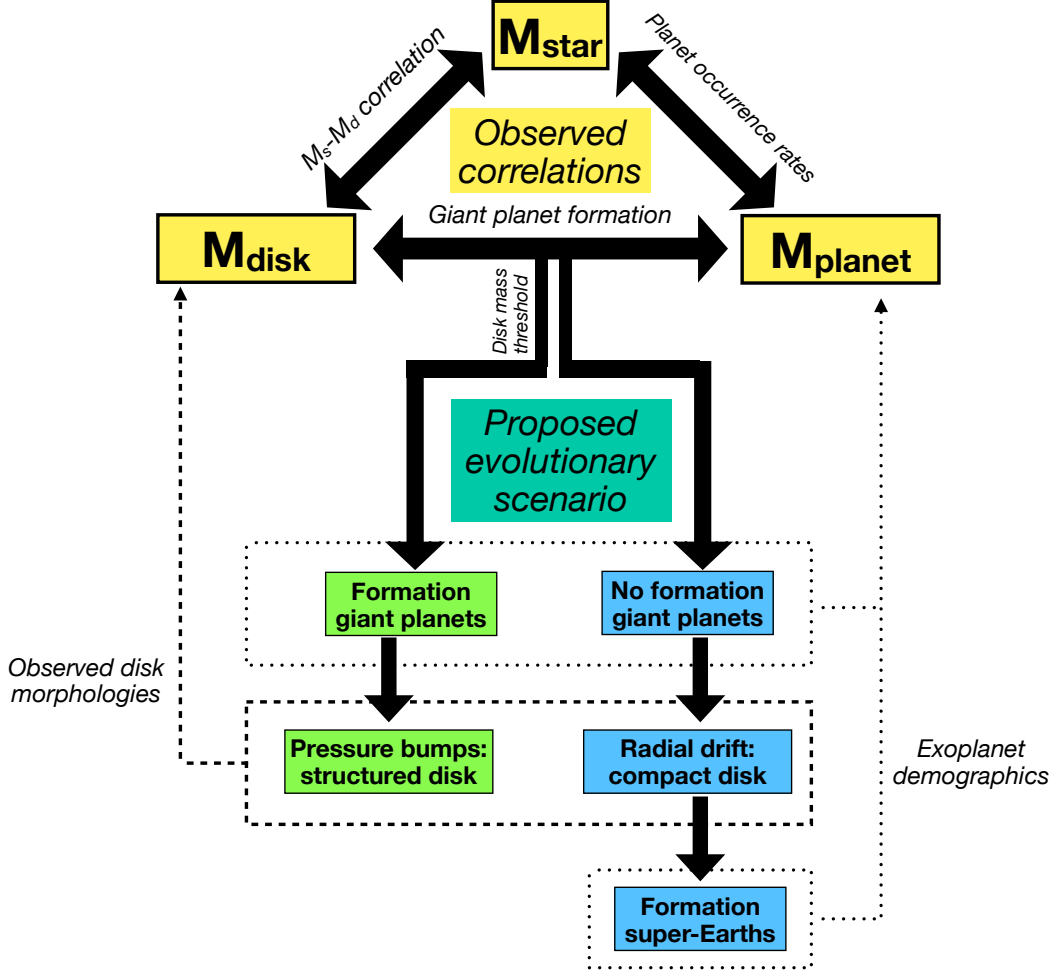 Mstar
Ms-Md correlation
Planet occurrence rates
Observed
correlations
Giant planet formation
Mdisk
Mplanet
Disk mass
threshold
Proposed
evolutionary
scenario
Formation
giant planets
No formation
giant planets
Observed disk
morphologies
Pressure bumps:
structured disk
Radial drift:
compact disk
Exoplanet
demographics
Formation
super-Earths